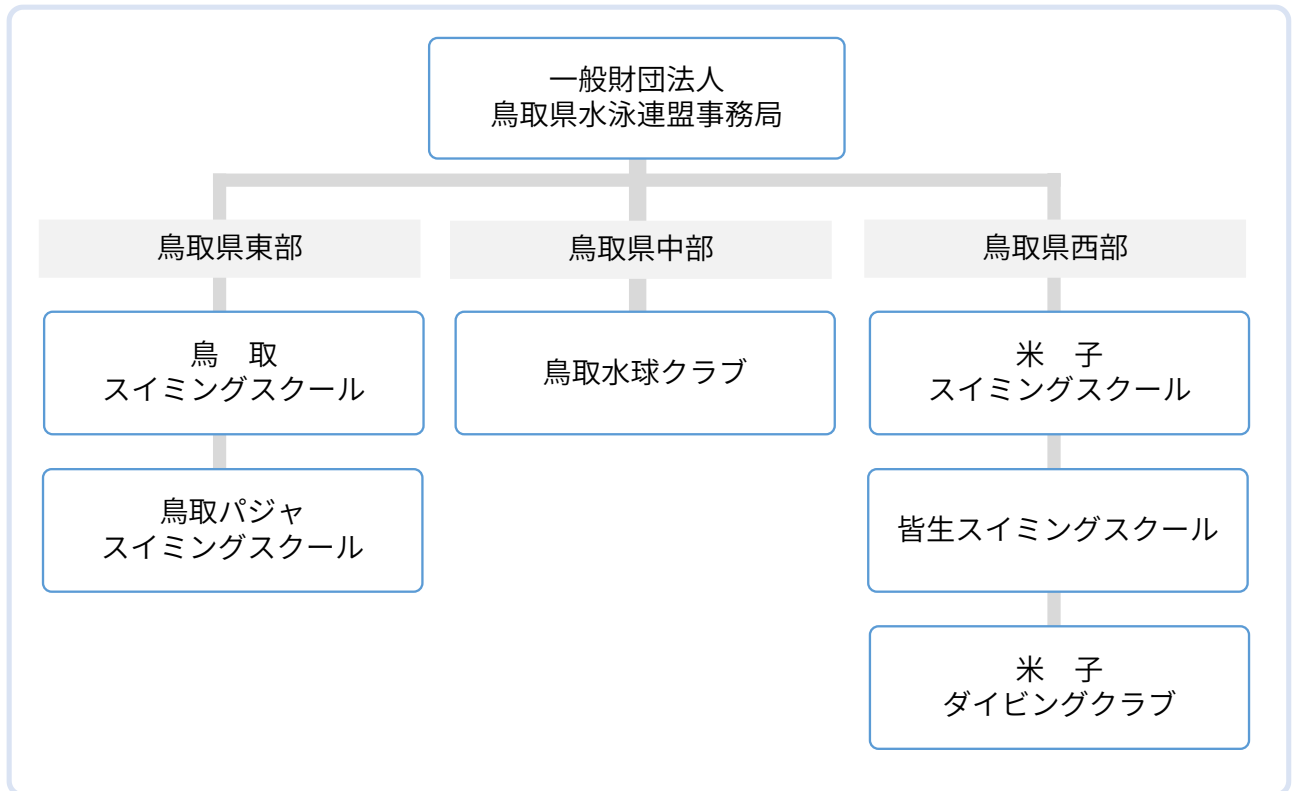 一般財団法人
鳥取県水泳連盟事務局
鳥取県東部
鳥取県中部
鳥取県西部
鳥　取
スイミングスクール
鳥取水球クラブ
米　子
スイミングスクール
鳥取パジャ
スイミングスクール
皆生スイミングスクール
米　子
ダイビングクラブ